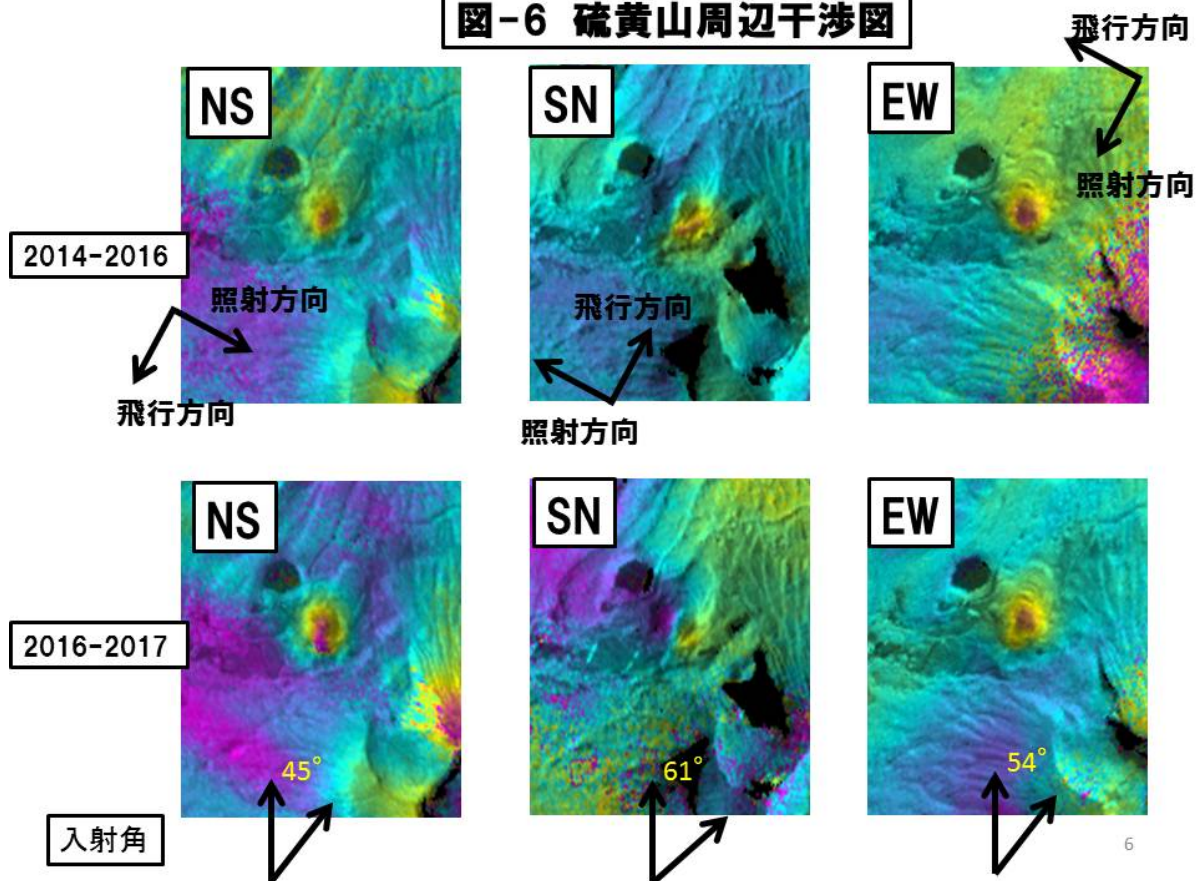 図-6 硫黄山周辺干渉図
飛行方向
NS
SN
EW
照射方向
2014-2016
照射方向
飛行方向
飛行方向
照射方向
NS
SN
EW
2016-2017
45°
61°
54°
入射角
6